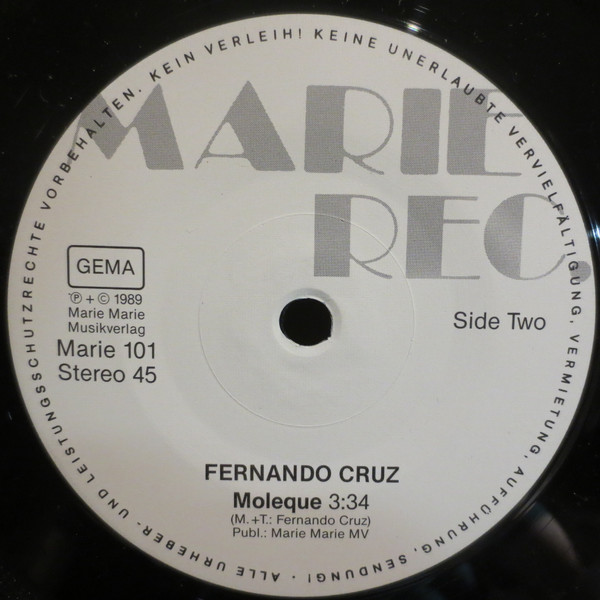 ALLE URHEBER- UND LEISTUNGSSCHUTZRECHTE VORBEHALTEN. KEIN VERLEIH! KEINE UNERLAUBTE VERVIELFÄLTIGUNG, VERMIETUNG, AUFFÜHRUNG, SENDUNG! ·
MARIE
REC.
GEMA
℗ + © 1989
Marie Marie
Musikverlag
Marie 101
Stereo 45
Side Two
FERNANDO CRUZ
Moleque 3:34
(M.+T.: Fernando Cruz)
Publ.: Marie Marie MV